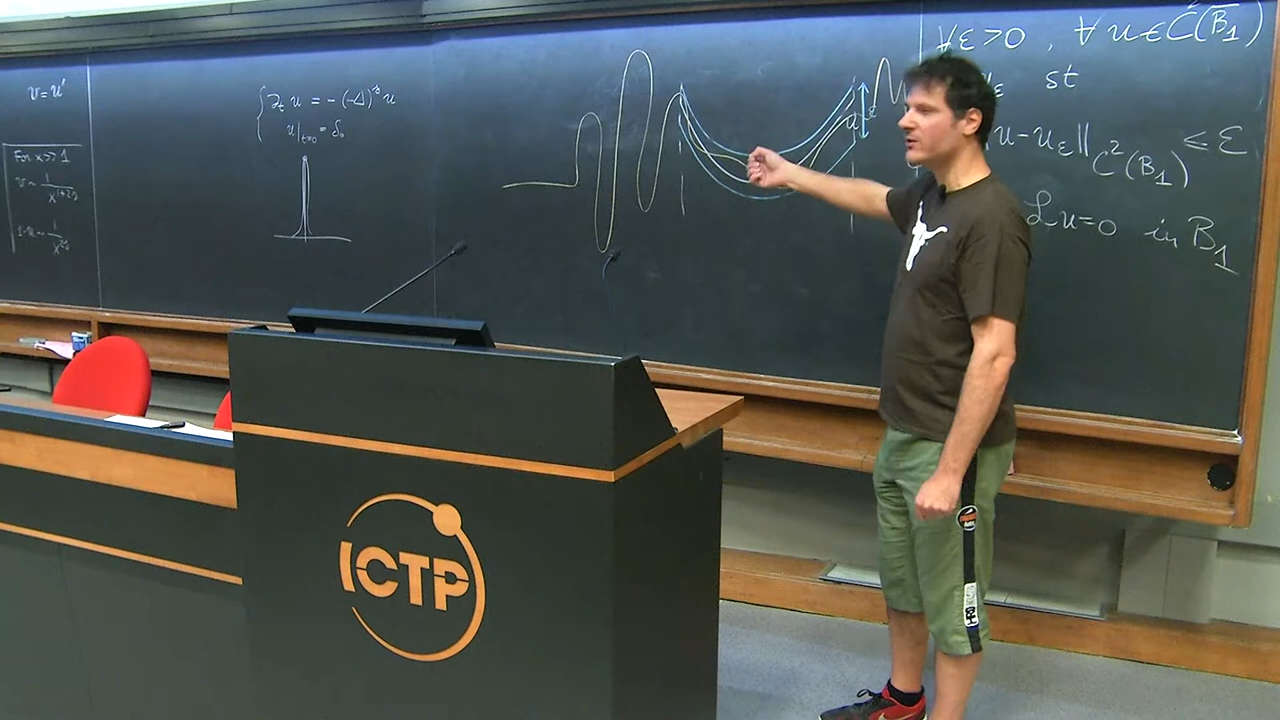 v = u'
For x >> 1
v ~ 1/x^{1+2s}
1-u ~ 1/x^{2s}
{ ∂_t u = -(-Δ)^s u
u|_{t=0} = δ_0
∀ε>0 , ∀ u ∈ C(B̅_1)
st
u - u_ε ||_{C^2(B_1)} ≤ ε
ℒu=0 in B_1
ICTP